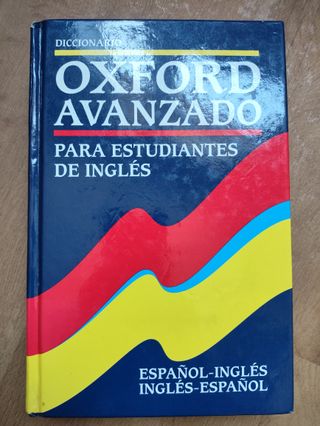 DICCIONARIO
OXFORD
AVANZADO
PARA ESTUDIANTES
DE INGLÉS
ESPAÑOL-INGLÉS
INGLÉS-ESPAÑOL